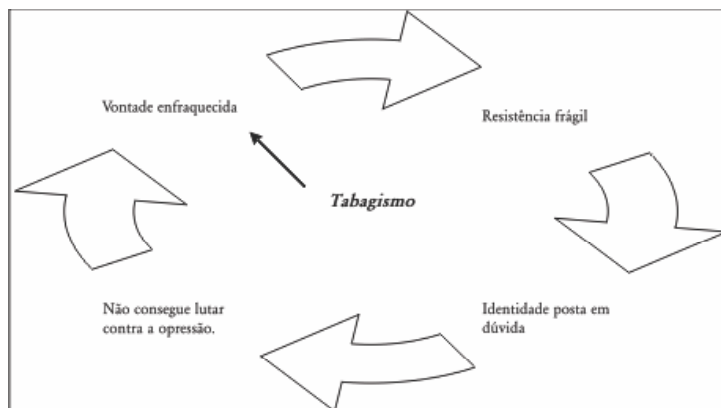 Vontade enfraquecida
Resistência frágil
Tabagismo
Não consegue lutar
contra a opressão.
Identidade posta em
dúvida